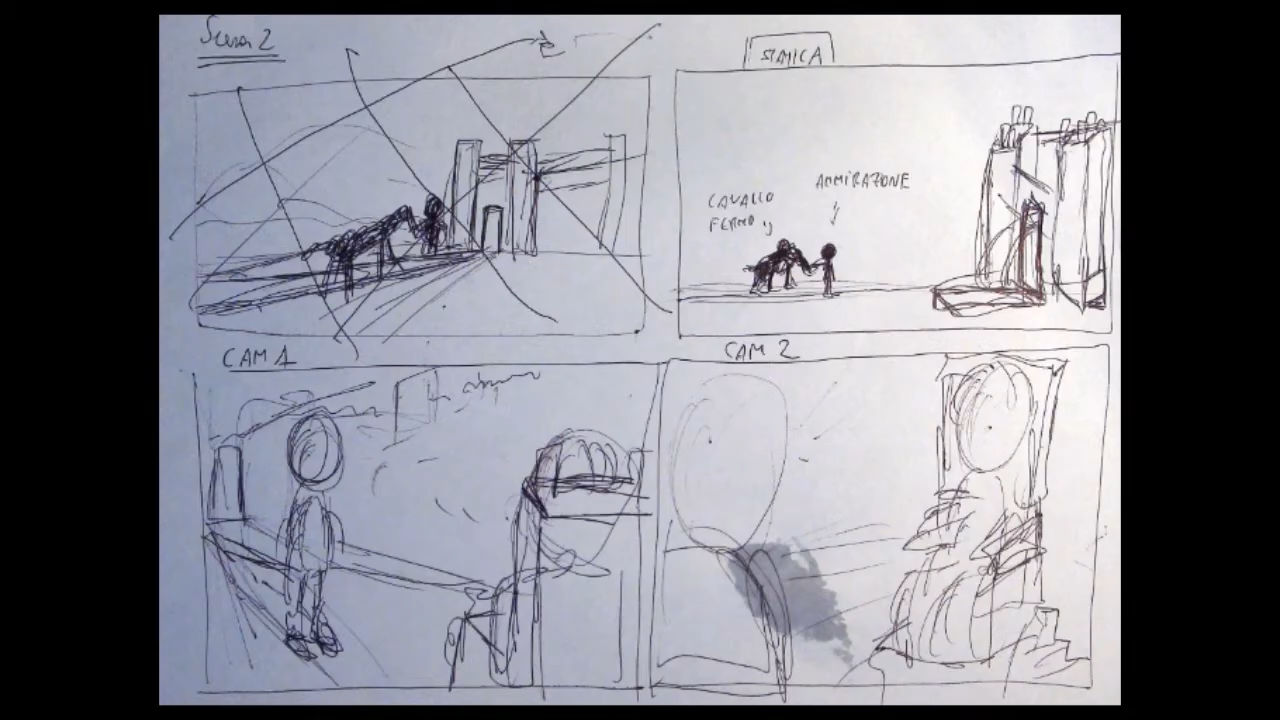 Scena 2
STATICA
CAVALLO
FERMO
AMMIRAZIONE
CAM 1
CAM 2